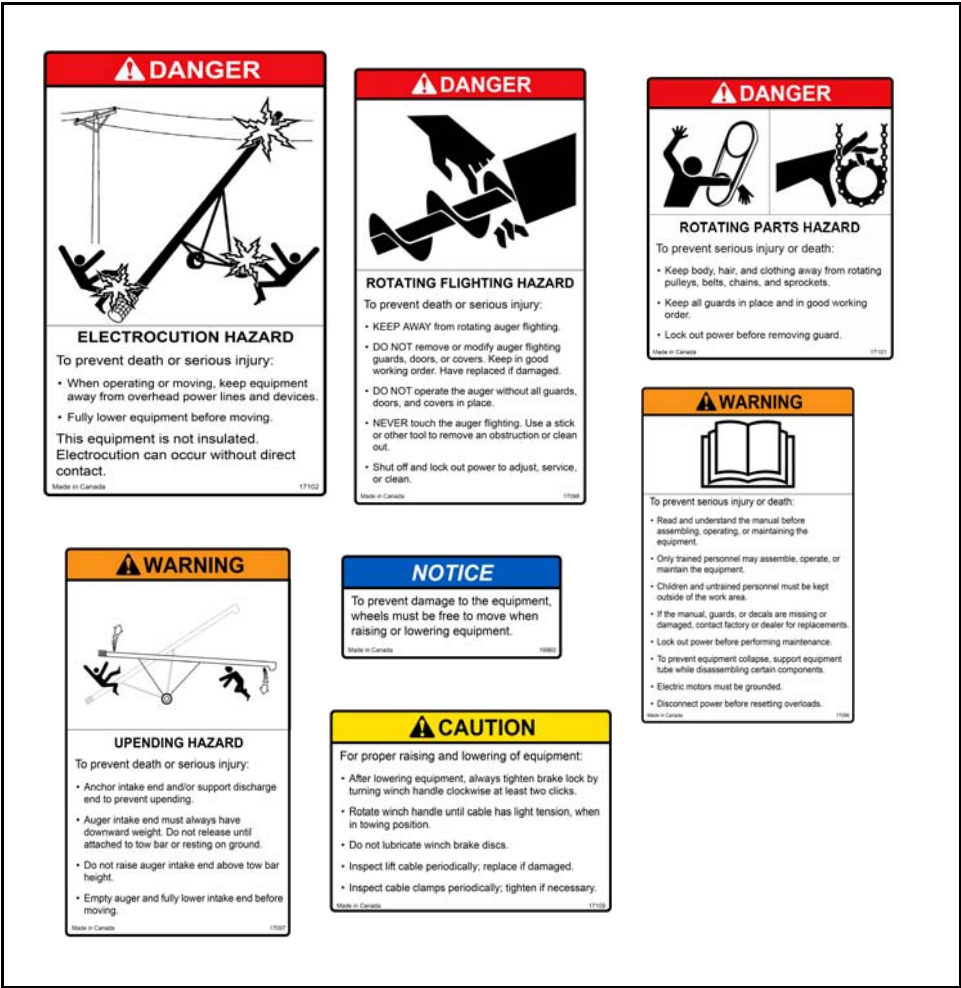 DANGER
ELECTROCUTION HAZARD
To prevent death or serious injury:
• When operating or moving, keep equipment
away from overhead power lines and devices.
• Fully lower equipment before moving.
This equipment is not insulated.
Electrocution can occur without direct
contact.
Made in Canada 17102
DANGER
ROTATING FLIGHTING HAZARD
To prevent death or serious injury:
• KEEP AWAY from rotating auger flighting.
• DO NOT remove or modify auger flighting
guards, doors, or covers. Keep in good
working order. Have replaced if damaged.
• DO NOT operate the auger without all guards,
doors, and covers in place.
• NEVER touch the auger flighting. Use a stick
or other tool to remove an obstruction or clean
out.
• Shut off and lock out power to adjust, service,
or clean.
Made in Canada 17098
DANGER
ROTATING PARTS HAZARD
To prevent serious injury or death:
• Keep body, hair, and clothing away from rotating
pulleys, belts, chains, and sprockets.
• Keep all guards in place and in good working
order.
• Lock out power before removing guard.
Made in Canada 17101
WARNING
To prevent serious injury or death:
• Read and understand the manual before
assembling, operating, or maintaining the
equipment.
• Only trained personnel may assemble, operate, or
maintain the equipment.
• Children and untrained personnel must be kept
outside of the work area.
• If the manual, guards, or decals are missing or
damaged, contact factory or dealer for replacements.
• Lock out power before performing maintenance.
• To prevent equipment collapse, support equipment
tube while disassembling certain components.
• Electric motors must be grounded.
• Disconnect power before resetting overloads.
Made in Canada
WARNING
UPENDING HAZARD
To prevent death or serious injury:
• Anchor intake end and/or support discharge
end to prevent upending.
• Auger intake end must always have
downward weight. Do not release until
attached to tow bar or resting on ground.
• Do not raise auger intake end above tow bar
height.
• Empty auger and fully lower intake end before
moving.
Made in Canada 17097
NOTICE
To prevent damage to the equipment,
wheels must be free to move when
raising or lowering equipment.
Made in Canada
CAUTION
For proper raising and lowering of equipment:
• After lowering equipment, always tighten brake lock by
turning winch handle clockwise at least two clicks.
• Rotate winch handle until cable has light tension, when
in towing position.
• Do not lubricate winch brake discs.
• Inspect lift cable periodically; replace if damaged.
• Inspect cable clamps periodically; tighten if necessary.
Made in Canada